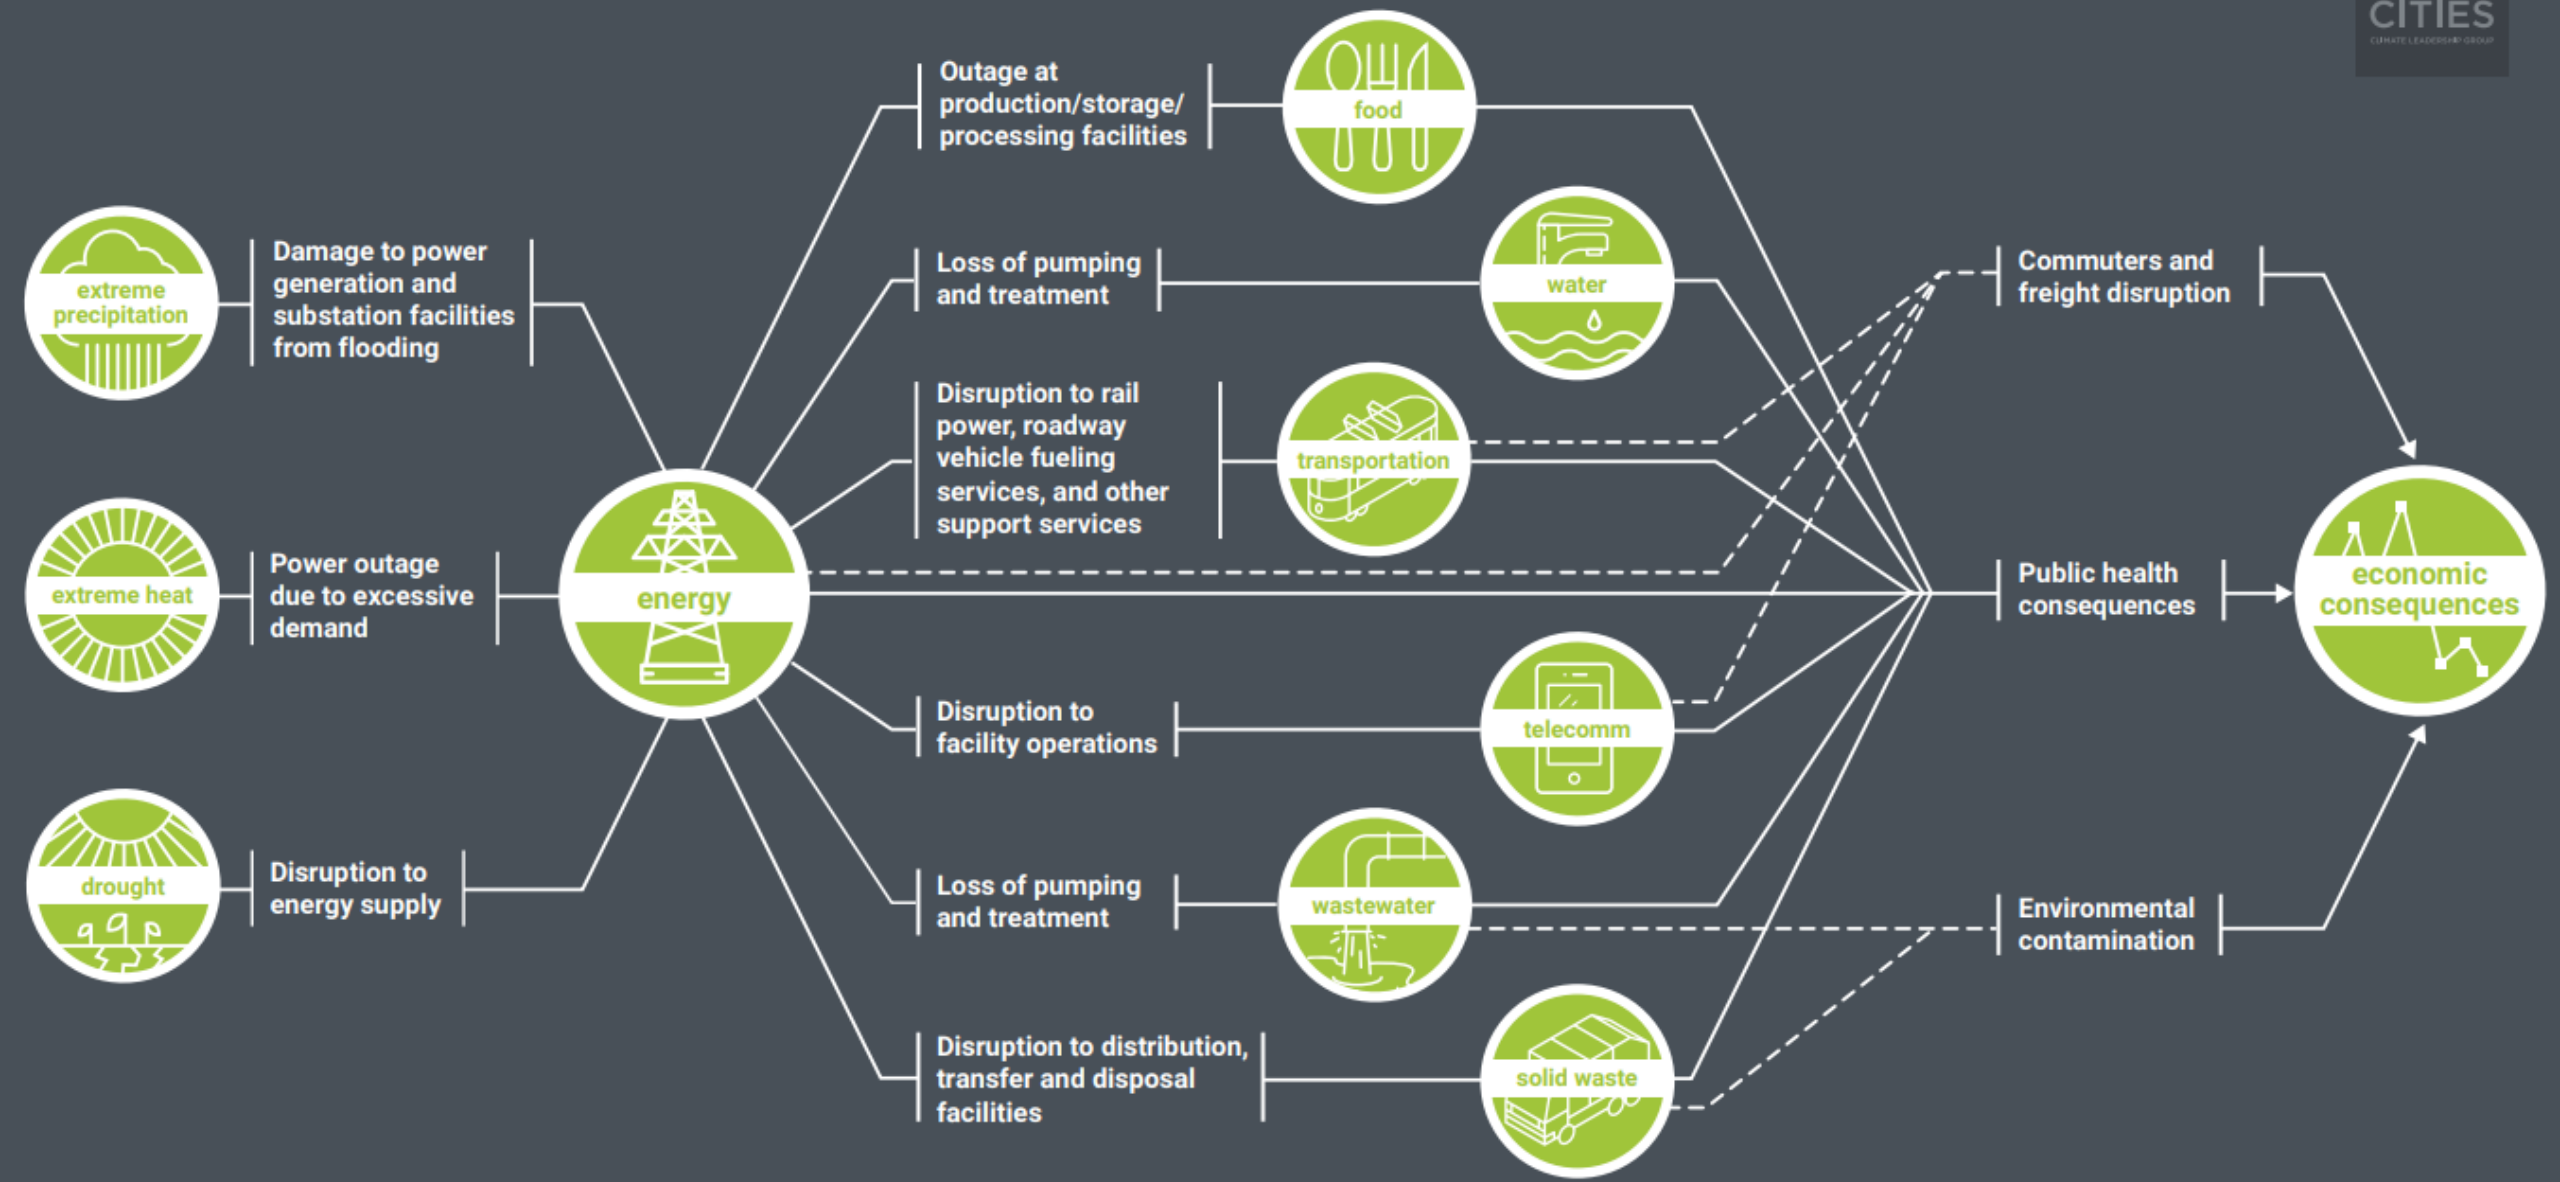 CITIES
CLIMATE LEADERSHIP GROUP
extreme
precipitation
Damage to power
generation and
substation facilities
from flooding
extreme heat
Power outage
due to excessive
demand
drought
Disruption to
energy supply
energy
Outage at
production/storage/
processing facilities
food
Loss of pumping
and treatment
water
Disruption to rail
power, roadway
vehicle fueling
services, and other
support services
transportation
Disruption to
facility operations
telecomm
Loss of pumping
and treatment
wastewater
Disruption to distribution,
transfer and disposal
facilities
solid waste
Commuters and
freight disruption
Public health
consequences
Environmental
contamination
economic
consequences